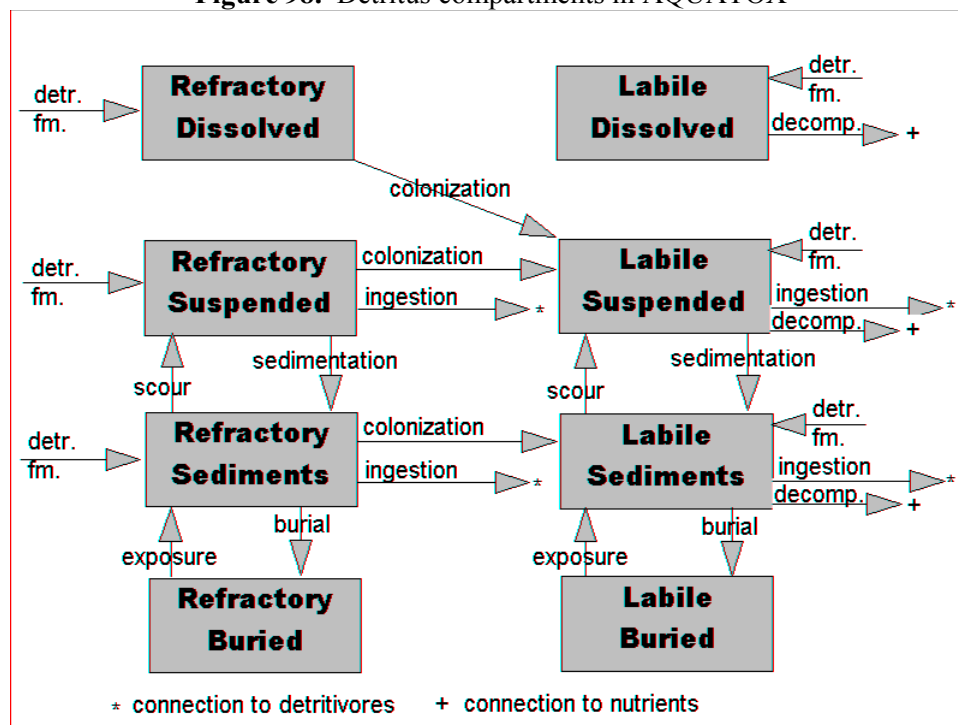 Figure 98. Detritus compartments in AQUATOX
detr.
fm.
Refractory
Dissolved
Labile
Dissolved
detr.
fm.
decomp.
+
colonization
detr.
fm.
Refractory
Suspended
colonization
ingestion
*
Labile
Suspended
detr.
fm.
ingestion
*
decomp.
+
scour
sedimentation
scour
sedimentation
detr.
fm.
Refractory
Sediments
colonization
ingestion
*
Labile
Sediments
detr.
fm.
ingestion
*
decomp.
+
exposure
burial
exposure
burial
Refractory
Buried
Labile
Buried
* connection to detritivores + connection to nutrients